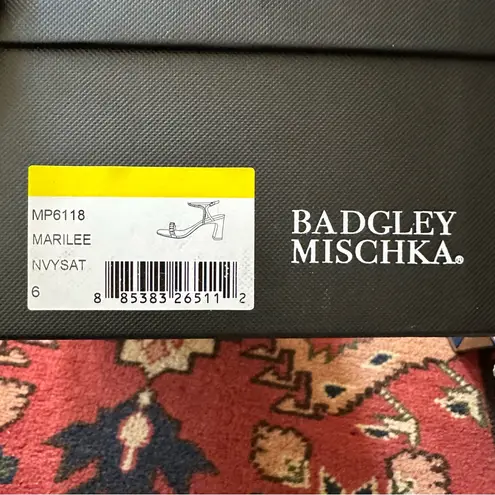 MP6118
MARILEE
NVYSAT
6
8 85383 26511 2
BADGLEY
MISCHKA®